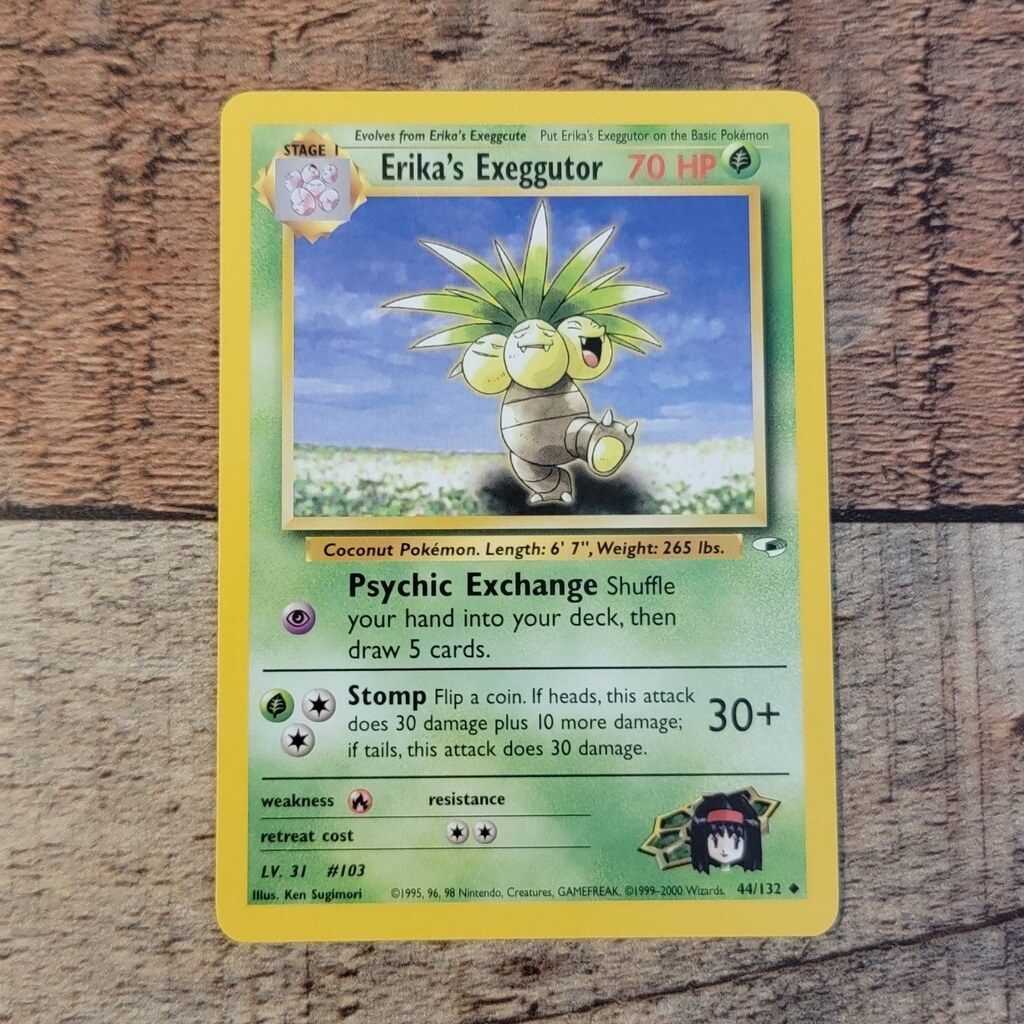 Evolves from Erika's Exeggcute Put Erika's Exeggutor on the Basic Pokémon
STAGE 1
Erika's Exeggutor 70 HP
Coconut Pokémon. Length: 6' 7", Weight: 265 lbs.
Psychic Exchange Shuffle
your hand into your deck, then
draw 5 cards.
Stomp Flip a coin. If heads, this attack
does 30 damage plus 10 more damage;
if tails, this attack does 30 damage.
30+
weakness resistance
retreat cost
LV. 31 #103
Illus. Ken Sugimori ©1995, 96, 98 Nintendo, Creatures, GAMEFREAK. ©1999-2000 Wizards. 44/132